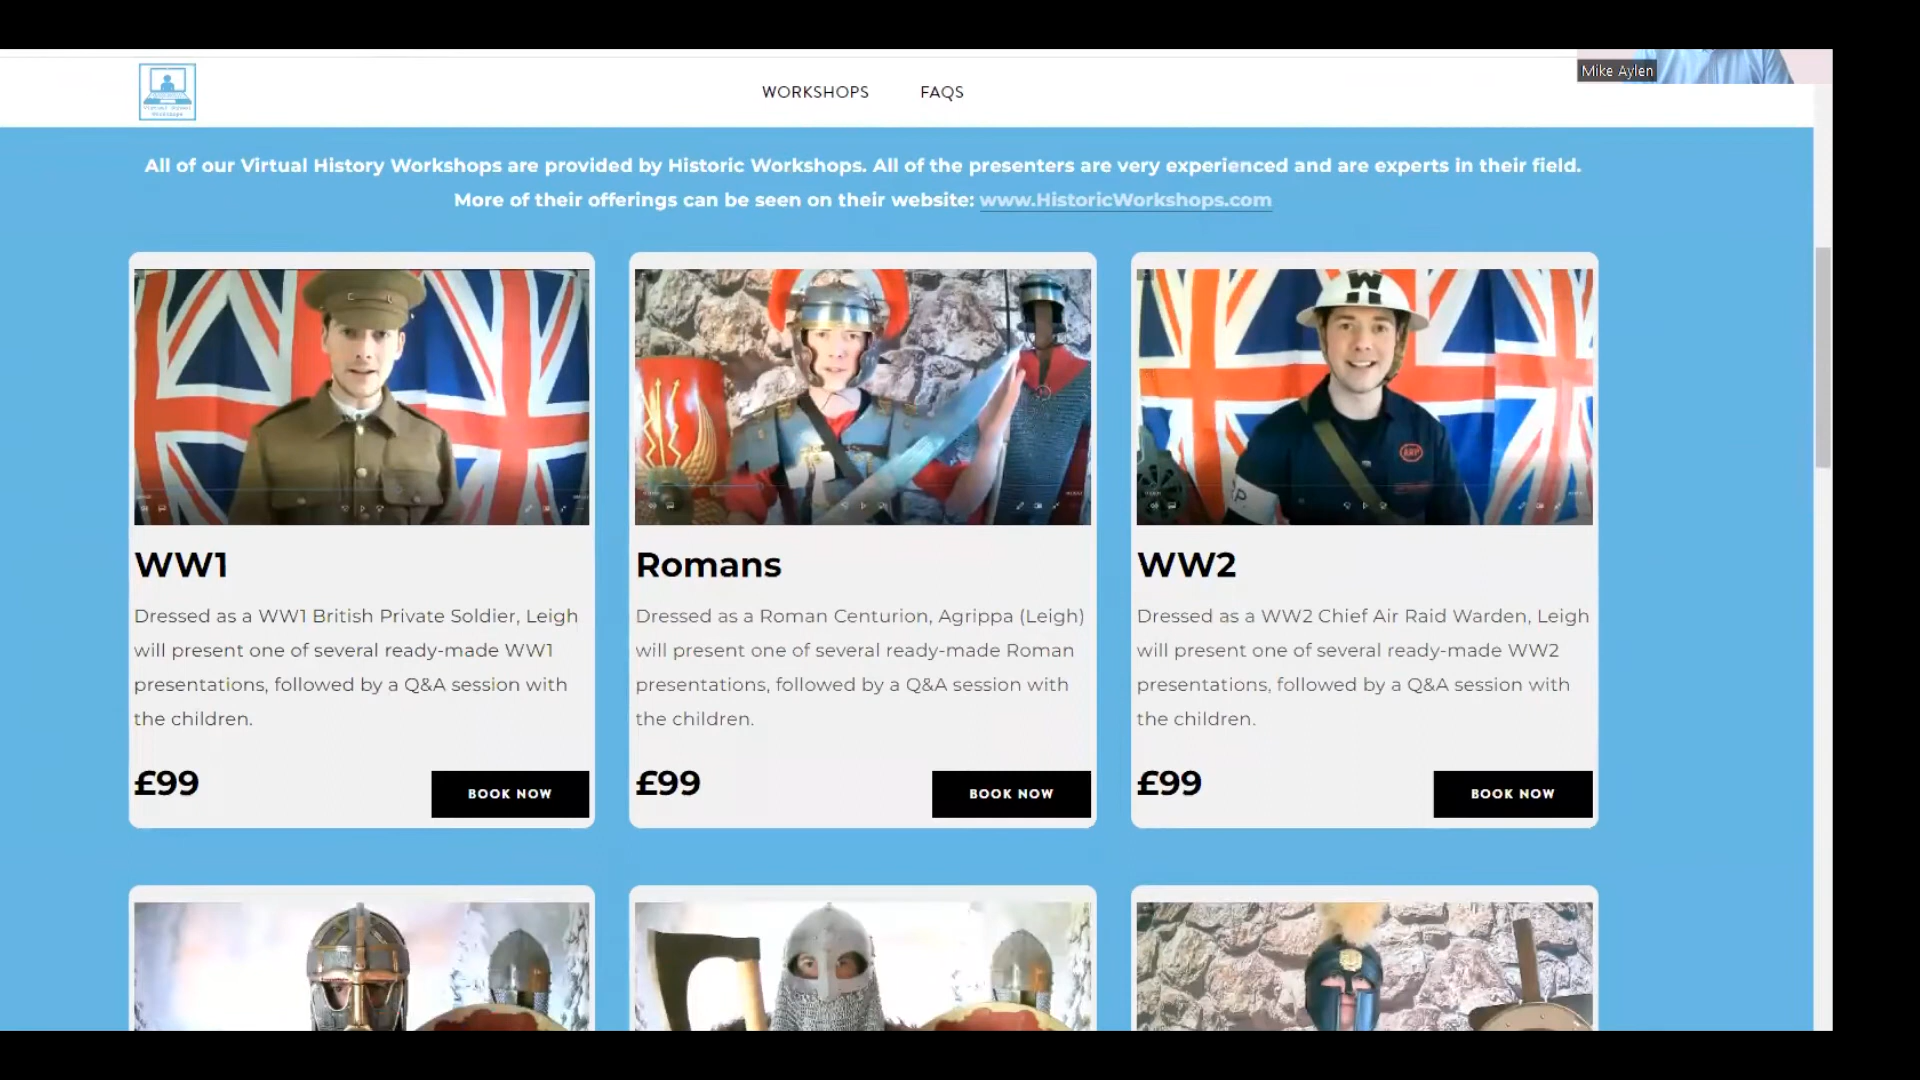 Mike Aylen
WORKSHOPS FAQS
All of our Virtual History Workshops are provided by Historic Workshops. All of the presenters are very experienced and are experts in their field.
More of their offerings can be seen on their website: www.HistoricWorkshops.com
W
ARP
WW1
Dressed as a WW1 British Private Soldier, Leigh
will present one of several ready-made WW1
presentations, followed by a Q&A session with
the children.
£99
BOOK NOW
Romans
Dressed as a Roman Centurion, Agrippa (Leigh)
will present one of several ready-made Roman
presentations, followed by a Q&A session with
the children.
£99
BOOK NOW
WW2
Dressed as a WW2 Chief Air Raid Warden, Leigh
will present one of several ready-made WW2
presentations, followed by a Q&A session with
the children.
£99
BOOK NOW